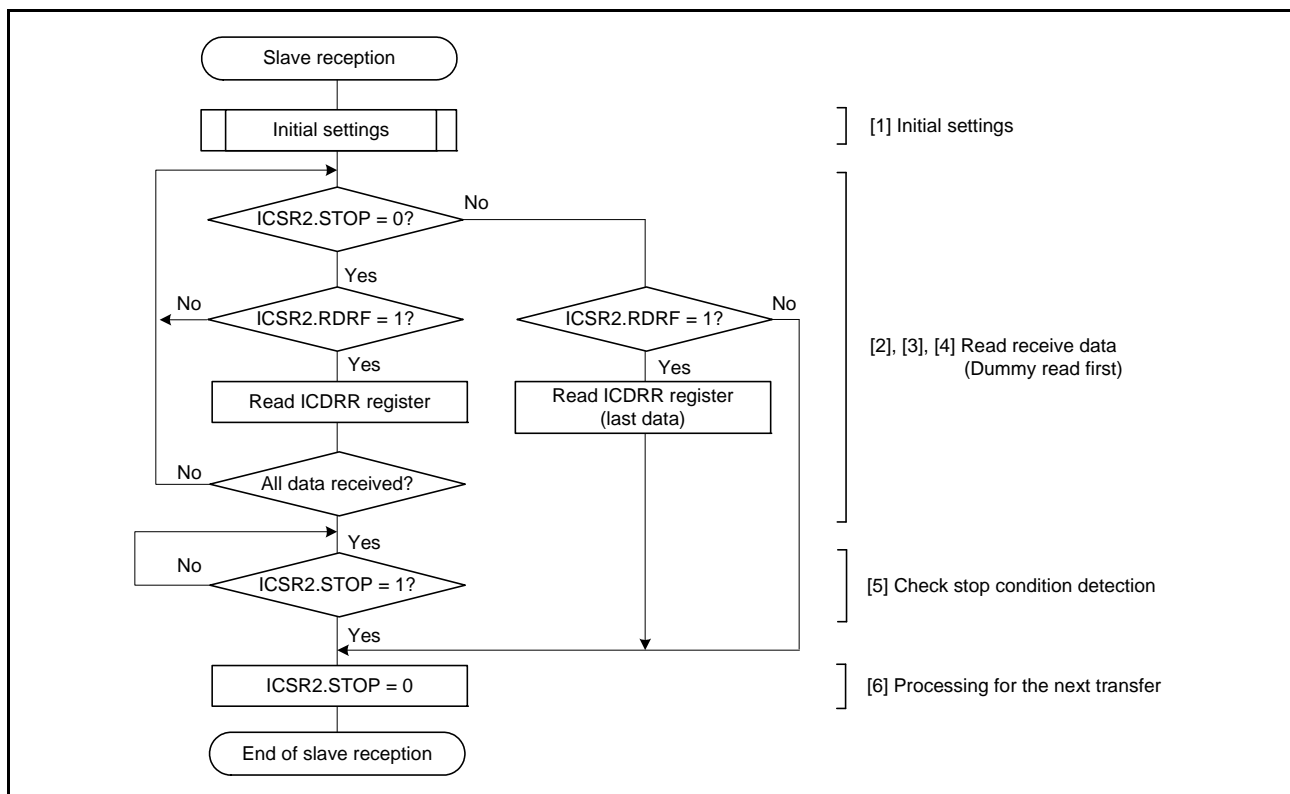 Slave reception
Initial settings
[1] Initial settings
ICSR2.STOP = 0?
No
Yes
No
ICSR2.RDRF = 1?
ICSR2.RDRF = 1?
No
Yes
Yes
[2], [3], [4] Read receive data
(Dummy read first)
Read ICDRR register
Read ICDRR register
(last data)
No
All data received?
Yes
No
ICSR2.STOP = 1?
[5] Check stop condition detection
Yes
ICSR2.STOP = 0
[6] Processing for the next transfer
End of slave reception